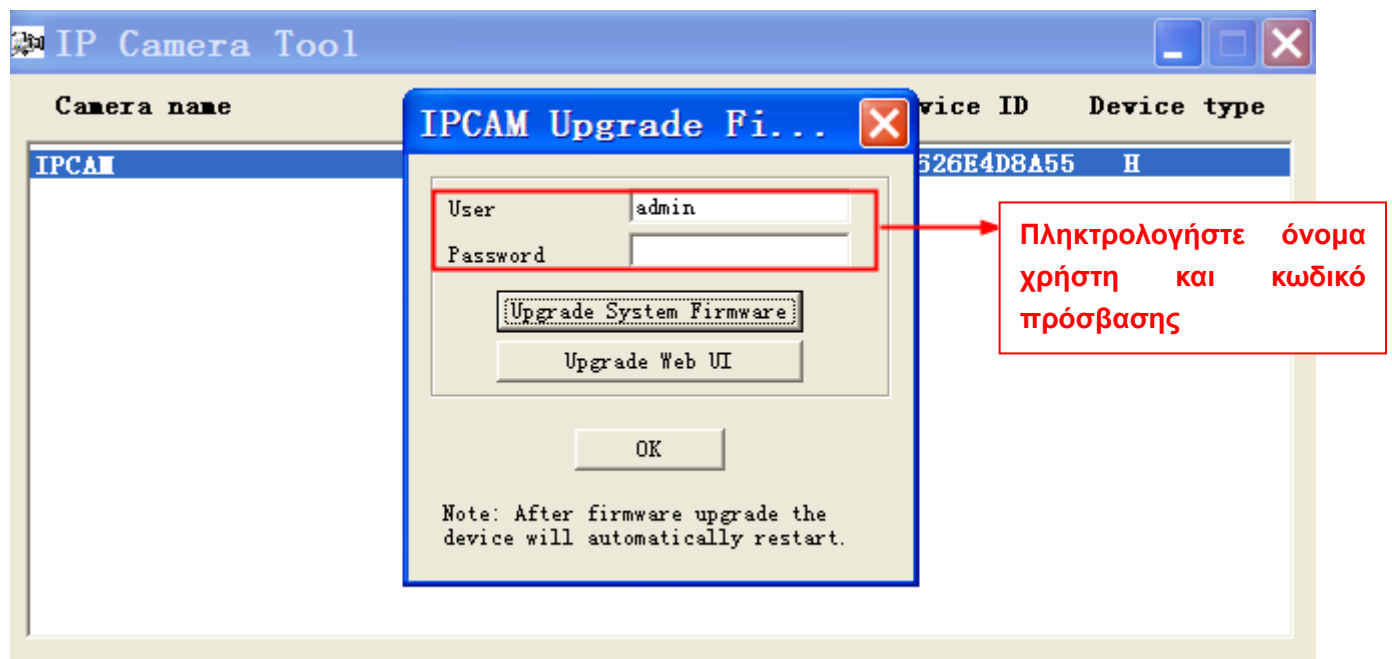 IP Camera Tool
Camera name
vice ID
Device type
IPCAM
626E4D8A55
H
IPCAM Upgrade Fi...
User
admin
Password
Upgrade System Firmware
Upgrade Web UI
OK
Note: After firmware upgrade the
device will automatically restart.
Πληκτρολογήστε όνομα
χρήστη και κωδικό
πρόσβασης